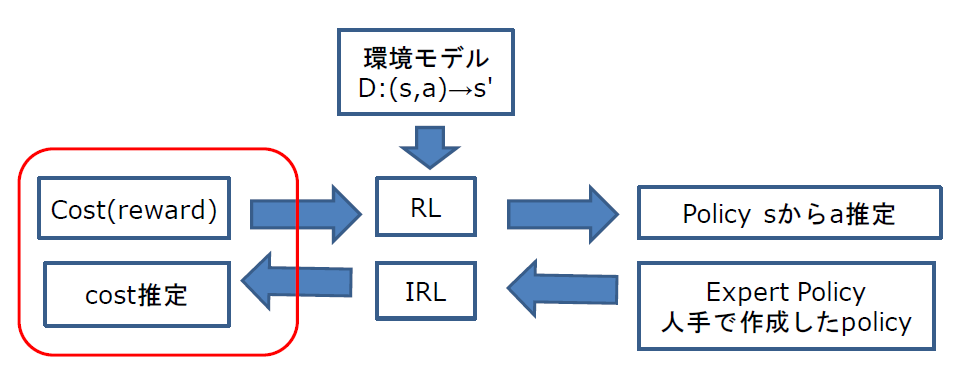 環境モデル
D:(s,a)→s'
Cost(reward)
RL
Policy sからa推定
cost推定
IRL
Expert Policy
人手で作成したpolicy